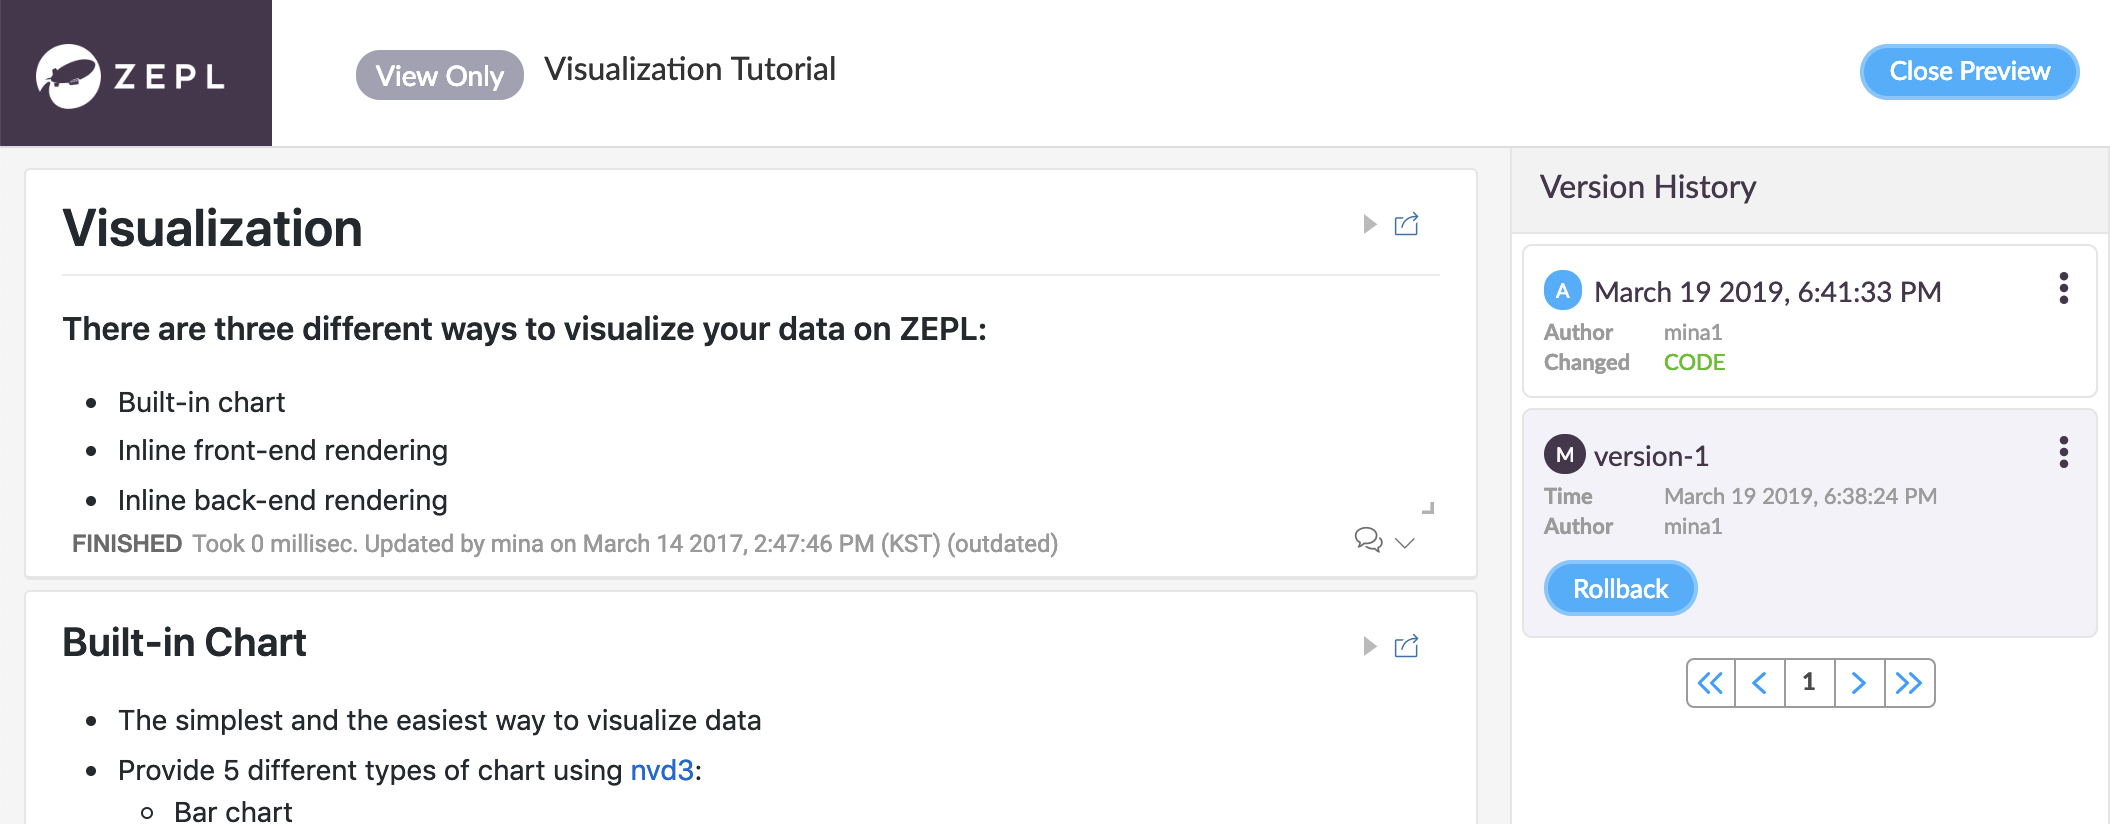 ZEPL
View Only
Visualization Tutorial
Close Preview
Visualization
There are three different ways to visualize your data on ZEPL:
Built-in chart
Inline front-end rendering
Inline back-end rendering
FINISHED Took 0 millisec. Updated by mina on March 14 2017, 2:47:46 PM (KST) (outdated)
Built-in Chart
The simplest and the easiest way to visualize data
Provide 5 different types of chart using nvd3:
Bar chart
Version History
A March 19 2019, 6:41:33 PM
Author mina1
Changed CODE
M version-1
Time March 19 2019, 6:38:24 PM
Author mina1
Rollback
1